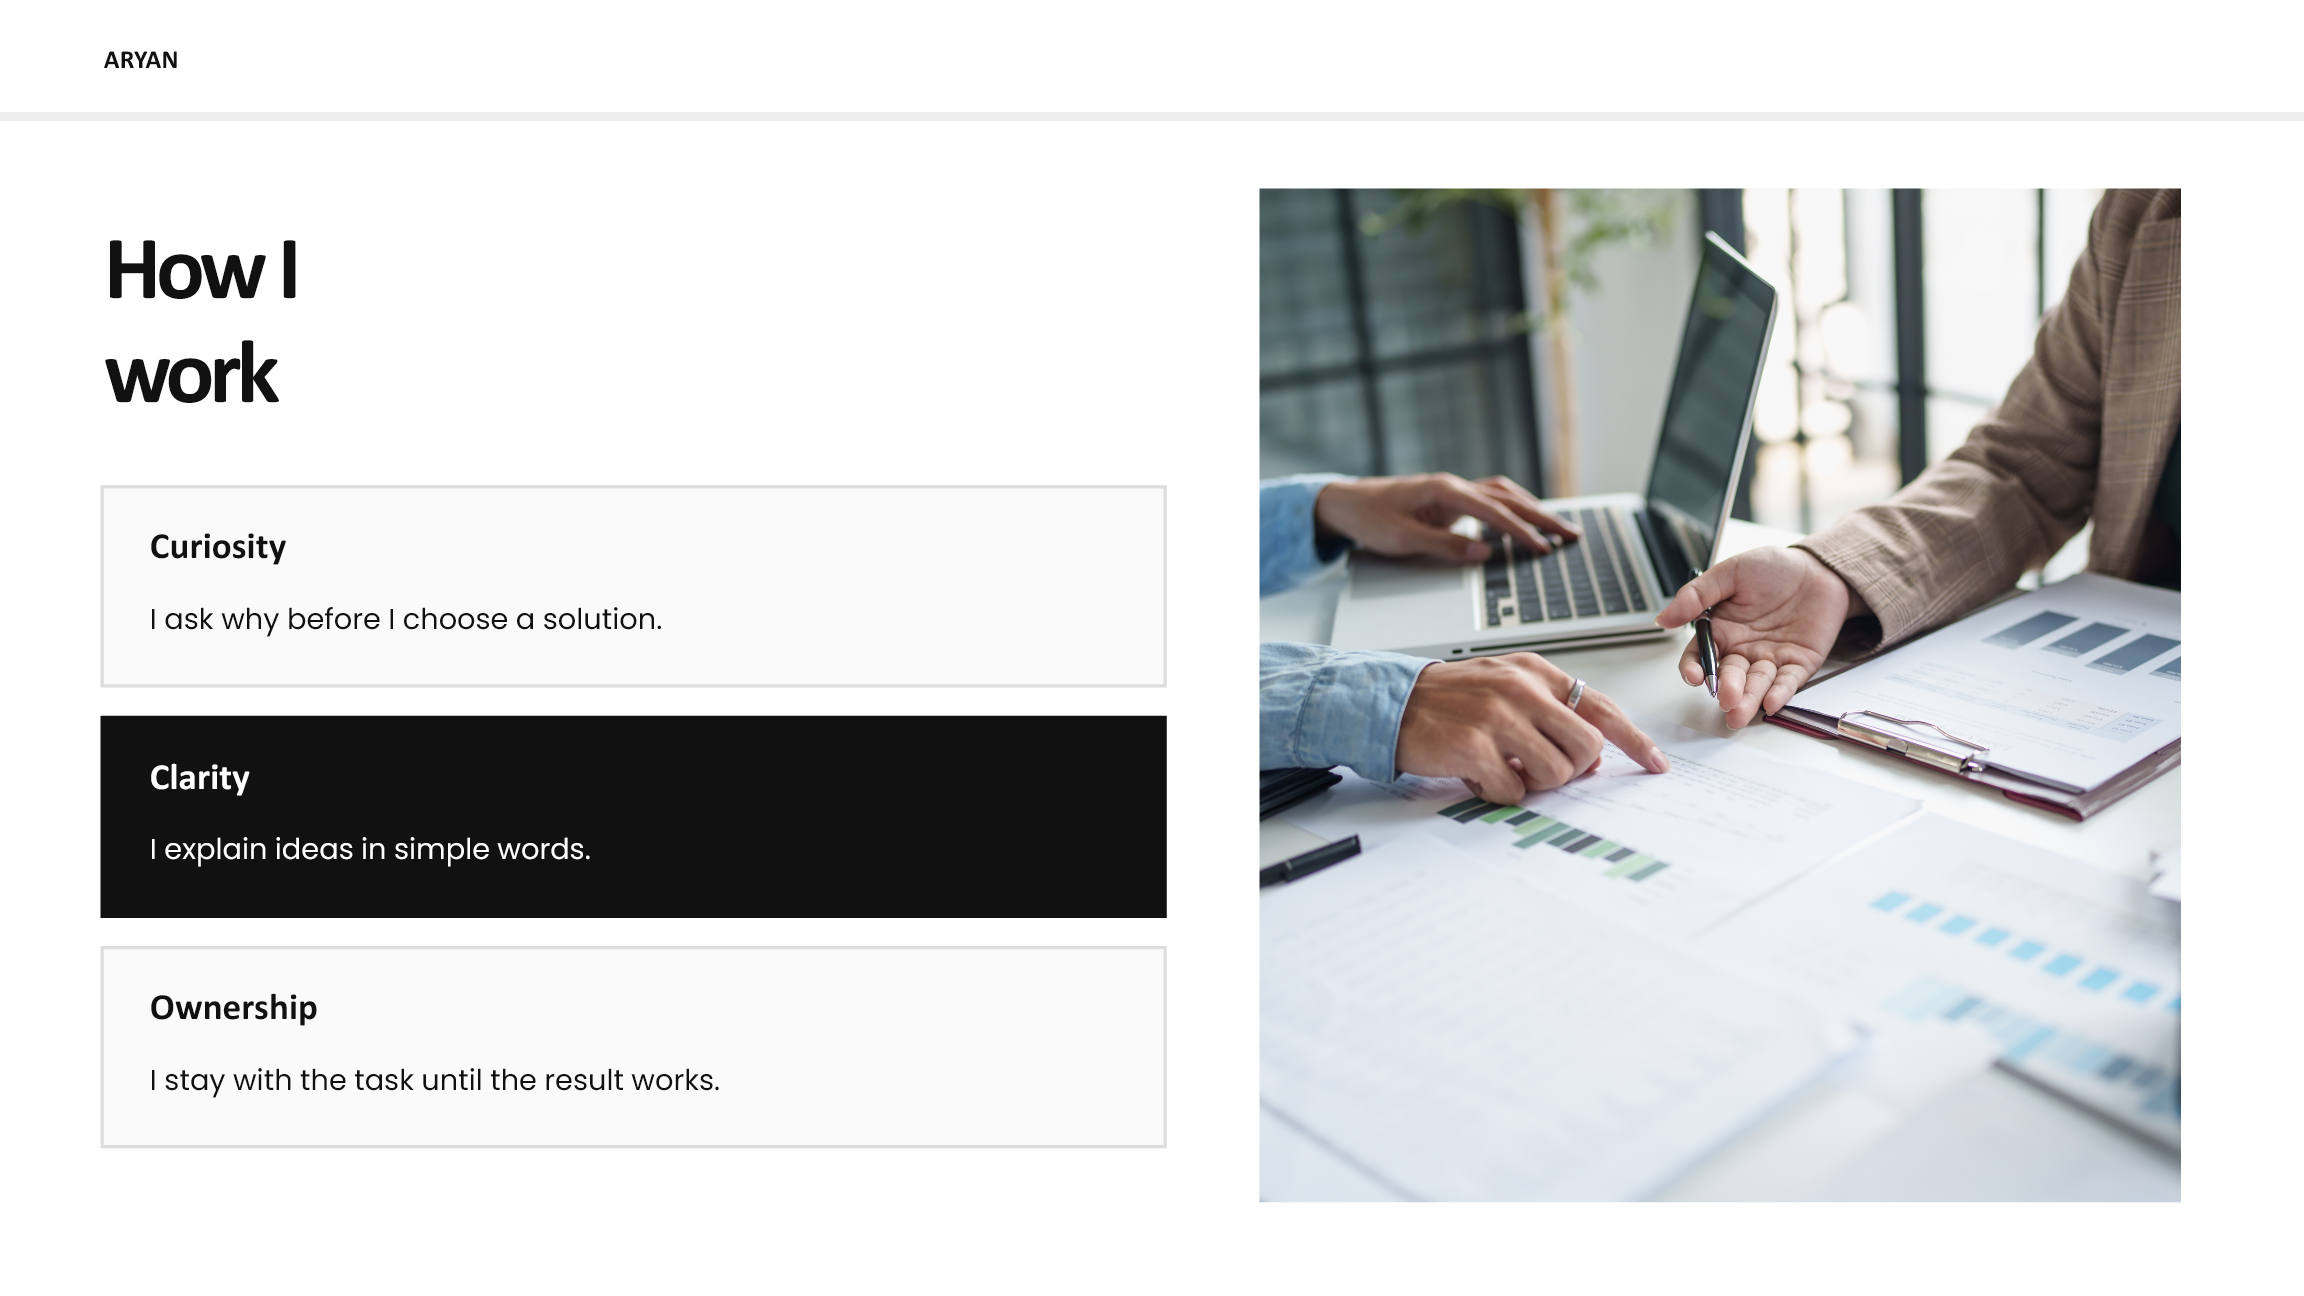 ARYAN
How I
work
Curiosity
I ask why before I choose a solution.
Clarity
I explain ideas in simple words.
Ownership
I stay with the task until the result works.